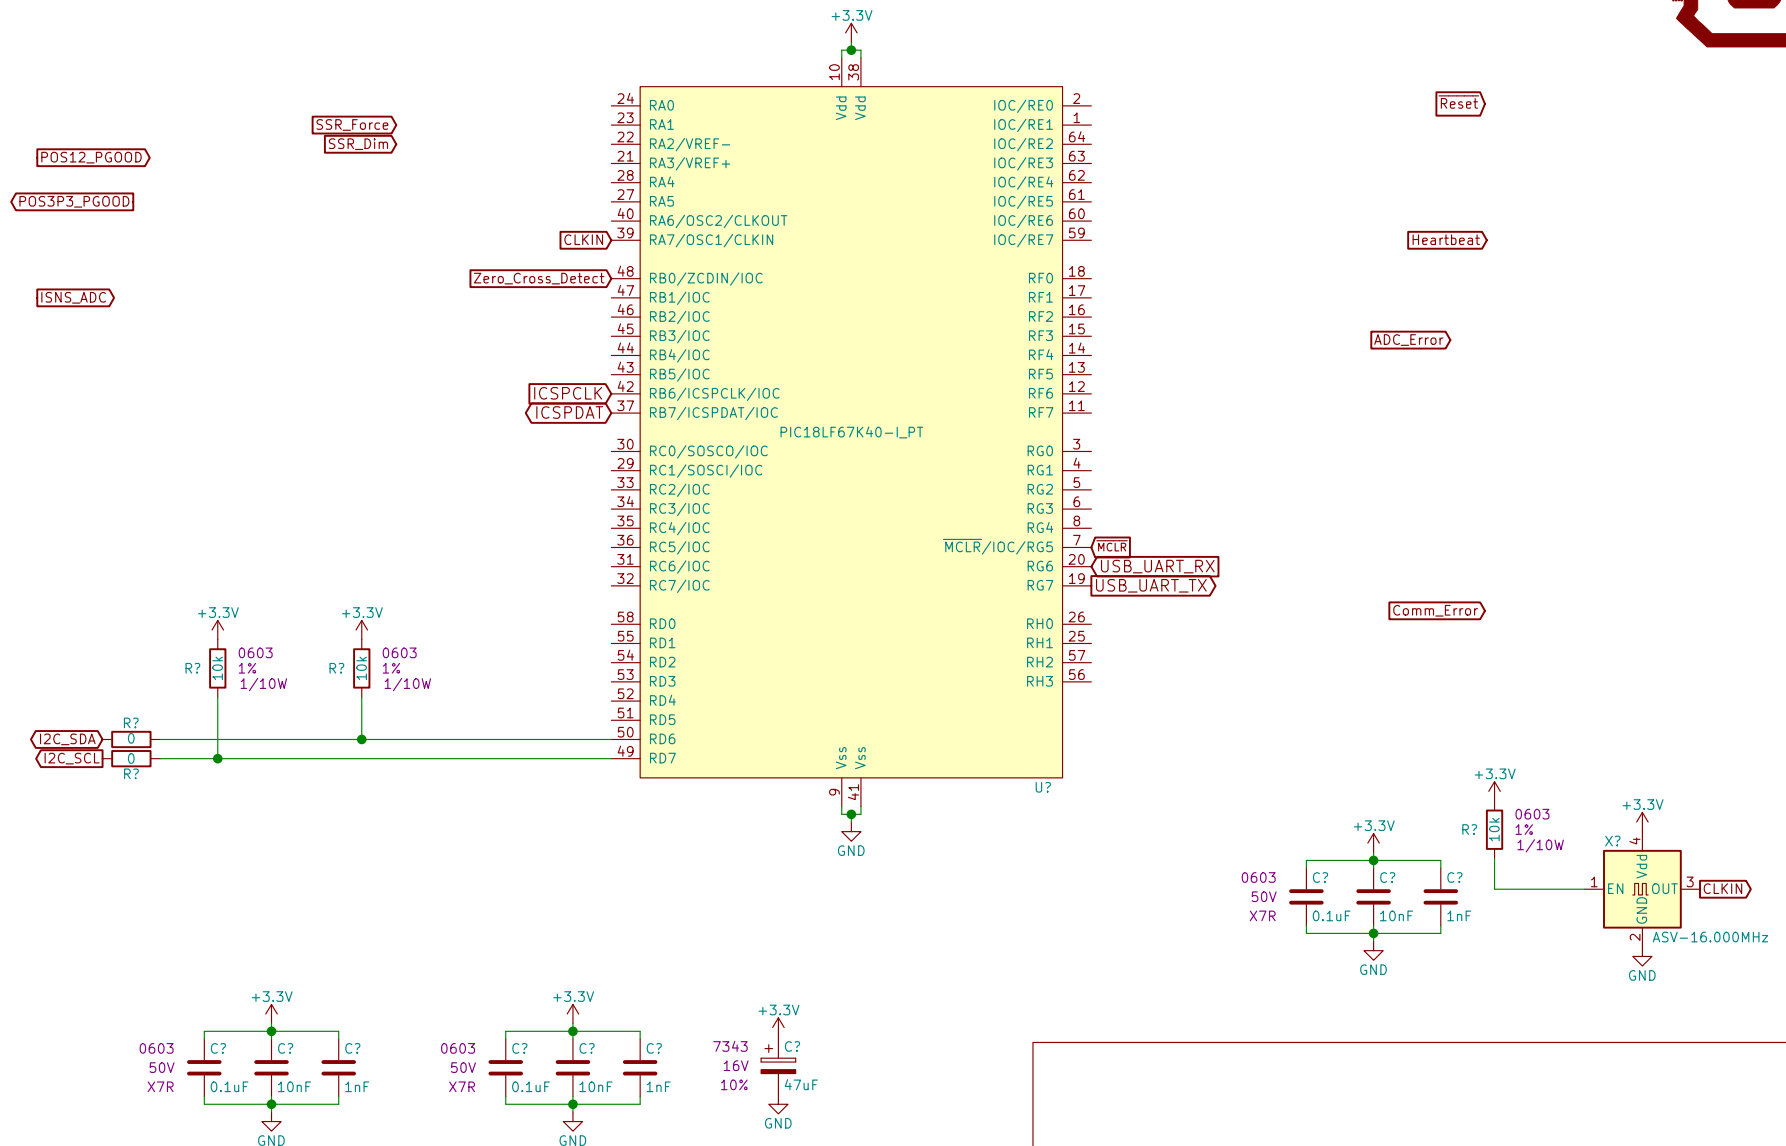 +3.3V
10
38
Vdd
Vdd
24 RA0
23 RA1
22 RA2/VREF-
21 RA3/VREF+
28 RA4
27 RA5
40 RA6/OSC2/CLKOUT
CLKIN 39 RA7/OSC1/CLKIN
Zero_Cross_Detect 48 RB0/ZCDIN/IOC
47 RB1/IOC
46 RB2/IOC
45 RB3/IOC
44 RB4/IOC
43 RB5/IOC
ICSPCLK 42 RB6/ICSPCLK/IOC
ICSPDAT 37 RB7/ICSPDAT/IOC
PIC18LF67K40-I_PT
30 RC0/SOSCO/IOC
29 RC1/SOSCI/IOC
33 RC2/IOC
34 RC3/IOC
35 RC4/IOC
36 RC5/IOC
31 RC6/IOC
32 RC7/IOC
58 RD0
55 RD1
54 RD2
53 RD3
52 RD4
51 RD5
50 RD6
49 RD7
IOC/RE0 2
IOC/RE1 1
IOC/RE2 64
IOC/RE3 63
IOC/RE4 62
IOC/RE5 61
IOC/RE6 60
IOC/RE7 59
RF0 18
RF1 17
RF2 16
RF3 15
RF4 14
RF5 13
RF6 12
RF7 11
RG0 3
RG1 4
RG2 5
RG3 6
RG4 8
MCLR/IOC/RG5 7 MCLR
RG6 20 USB_UART_RX
RG7 19 USB_UART_TX
RH0 26
RH1 25
RH2 57
RH3 56
Vss
Vss
9
41
U?
GND
SSR_Force
SSR_Dim
POS12_PGOOD
POS3P3_PGOOD
ISNS_ADC
Reset
Heartbeat
ADC_Error
Comm_Error
+3.3V
R?
10k
0603
1%
1/10W
+3.3V
R?
10k
0603
1%
1/10W
R?
I2C_SDA 0
I2C_SCL 0
R?
+3.3V
0603
50V
X7R
C?
0.1uF
C?
10nF
C?
1nF
GND
+3.3V
R?
10k
0603
1%
1/10W
+3.3V
X?
4
Vdd
1 EN
OUT 3 CLKIN
GND
2
ASV-16.000MHz
GND
+3.3V
0603
50V
X7R
C?
0.1uF
C?
10nF
C?
1nF
GND
+3.3V
0603
50V
X7R
C?
0.1uF
C?
10nF
C?
1nF
GND
+3.3V
7343
16V
10%
+ C?
47uF
GND